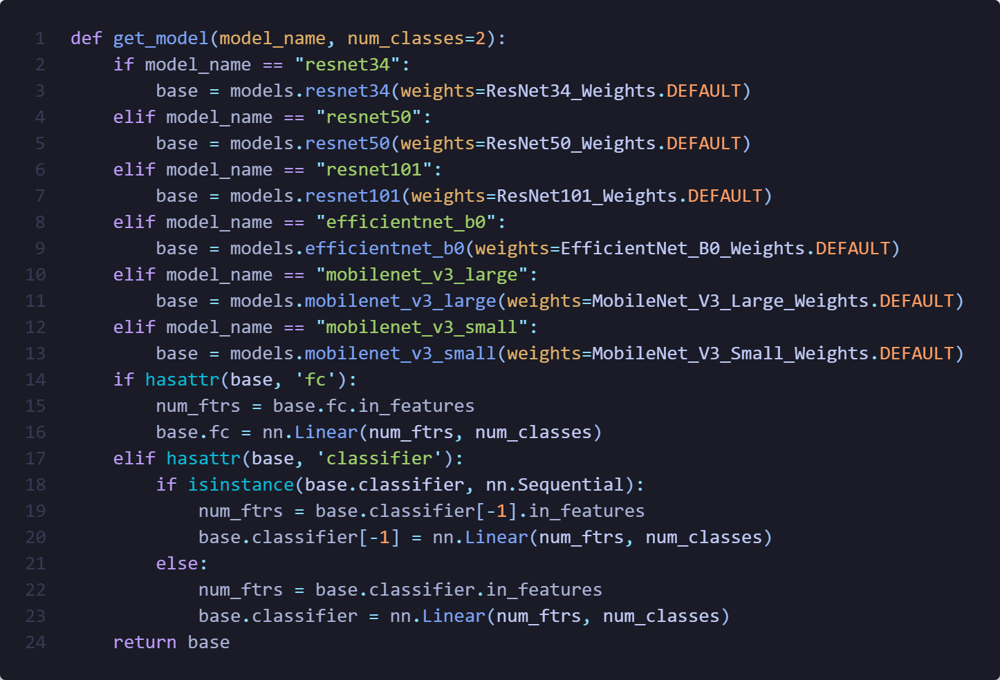 1 def get_model(model_name, num_classes=2):
2     if model_name == "resnet34":
3         base = models.resnet34(weights=ResNet34_Weights.DEFAULT)
4     elif model_name == "resnet50":
5         base = models.resnet50(weights=ResNet50_Weights.DEFAULT)
6     elif model_name == "resnet101":
7         base = models.resnet101(weights=ResNet101_Weights.DEFAULT)
8     elif model_name == "efficientnet_b0":
9         base = models.efficientnet_b0(weights=EfficientNet_B0_Weights.DEFAULT)
10     elif model_name == "mobilenet_v3_large":
11         base = models.mobilenet_v3_large(weights=MobileNet_V3_Large_Weights.DEFAULT)
12     elif model_name == "mobilenet_v3_small":
13         base = models.mobilenet_v3_small(weights=MobileNet_V3_Small_Weights.DEFAULT)
14     if hasattr(base, 'fc'):
15         num_ftrs = base.fc.in_features
16         base.fc = nn.Linear(num_ftrs, num_classes)
17     elif hasattr(base, 'classifier'):
18         if isinstance(base.classifier, nn.Sequential):
19             num_ftrs = base.classifier[-1].in_features
20             base.classifier[-1] = nn.Linear(num_ftrs, num_classes)
21         else:
22             num_ftrs = base.classifier.in_features
23             base.classifier = nn.Linear(num_ftrs, num_classes)
24     return base